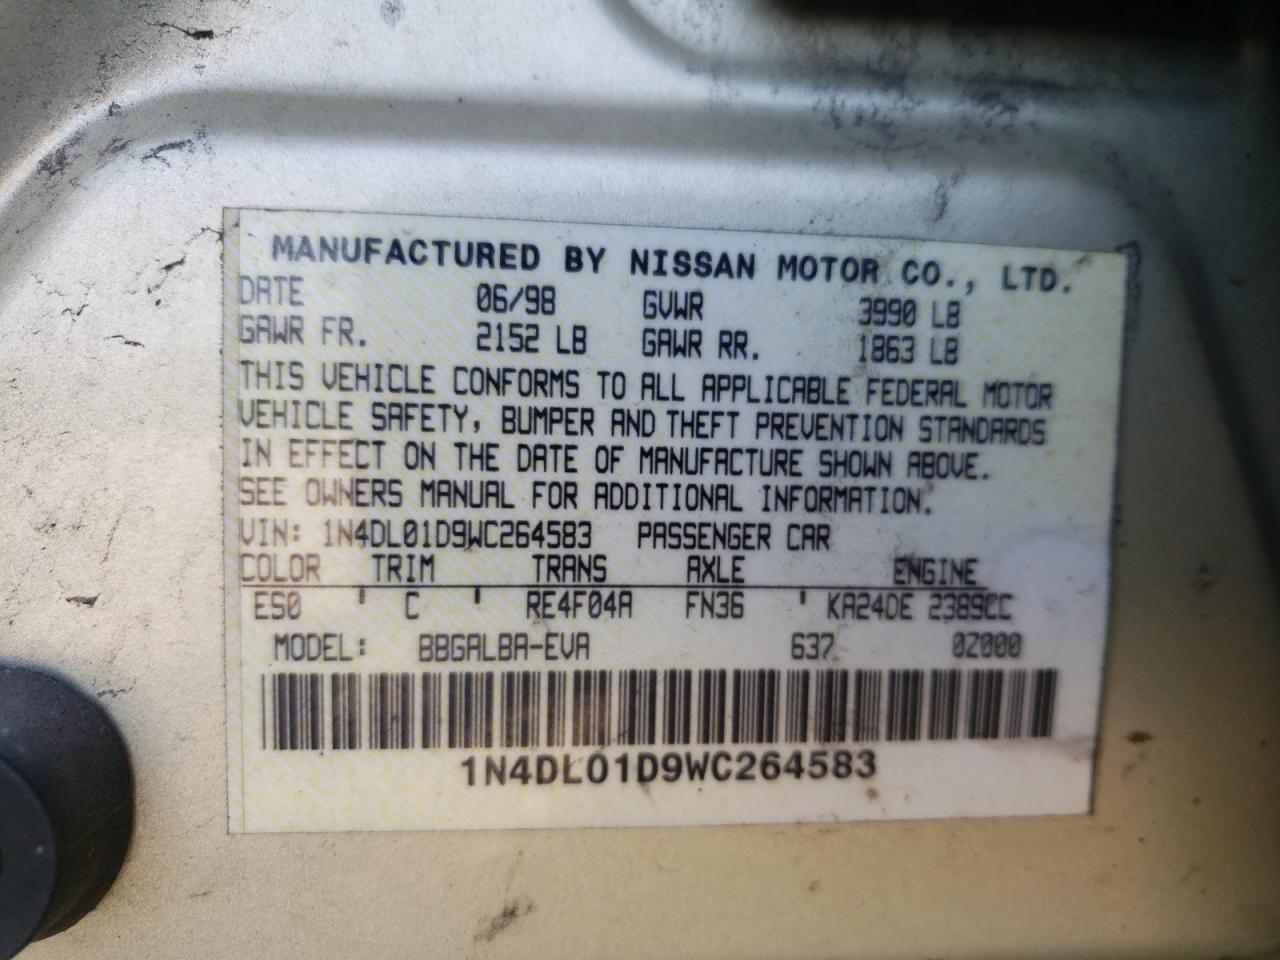 MANUFACTURED BY NISSAN MOTOR CO., LTD.
DATE 06/98 GVWR 3990 LB
GAWR FR. 2152 LB GAWR RR. 1863 LB
THIS VEHICLE CONFORMS TO ALL APPLICABLE FEDERAL MOTOR
VEHICLE SAFETY, BUMPER AND THEFT PREVENTION STANDARDS
IN EFFECT ON THE DATE OF MANUFACTURE SHOWN ABOVE.
SEE OWNERS MANUAL FOR ADDITIONAL INFORMATION.
VIN: 1N4DL01D9WC264583 PASSENGER CAR
COLOR TRIM TRANS AXLE ENGINE
ES0 ' C ' RE4F04A FN36 ' KA24DE 2389CC
MODEL: BBGALBA-EVA 637 0Z000
1N4DL01D9WC264583